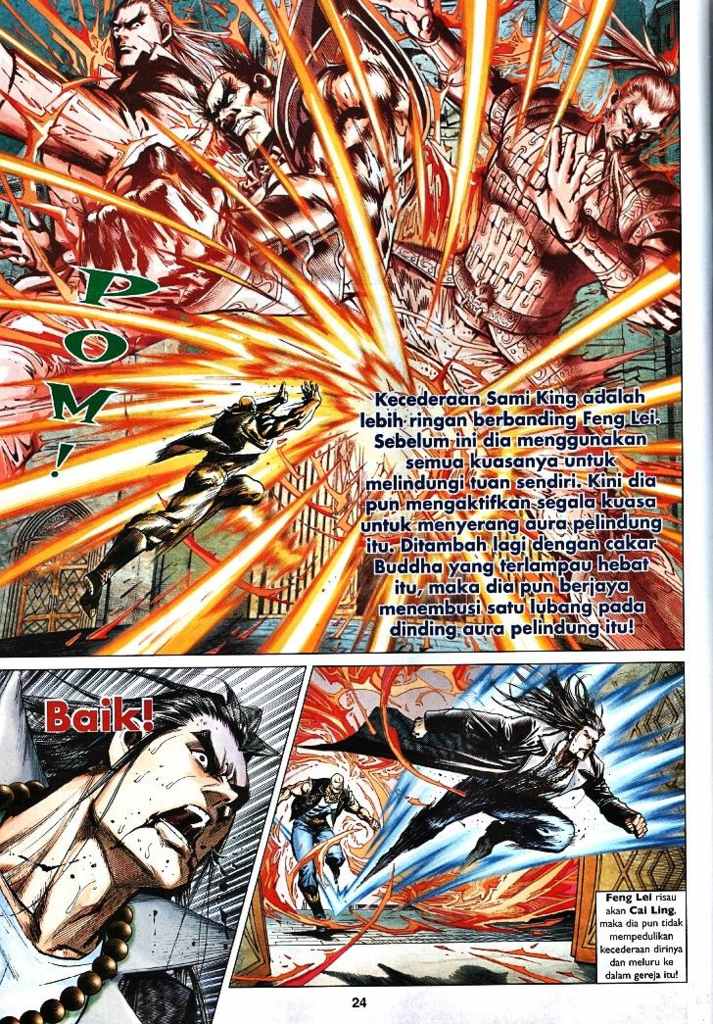 POM!
Kecederaan Sami King adalah
lebih ringan berbanding Feng Lei.
Sebelum ini dia menggunakan
semua kuasanya untuk
melindungi tuan sendiri. Kini dia
pun mengaktifkan segala kuasa
untuk menyerang aura pelindung
itu. Ditambah lagi dengan cakar
Buddha yang terlampau hebat
itu, maka dia pun berjaya
menembusi satu lubang pada
dinding aura pelindung itu!
Baik!
Feng Lei risau
akan Cai Ling,
maka dia pun tidak
mempedulikan
kecederaan dirinya
dan meluru ke
dalam gereja itu!
24